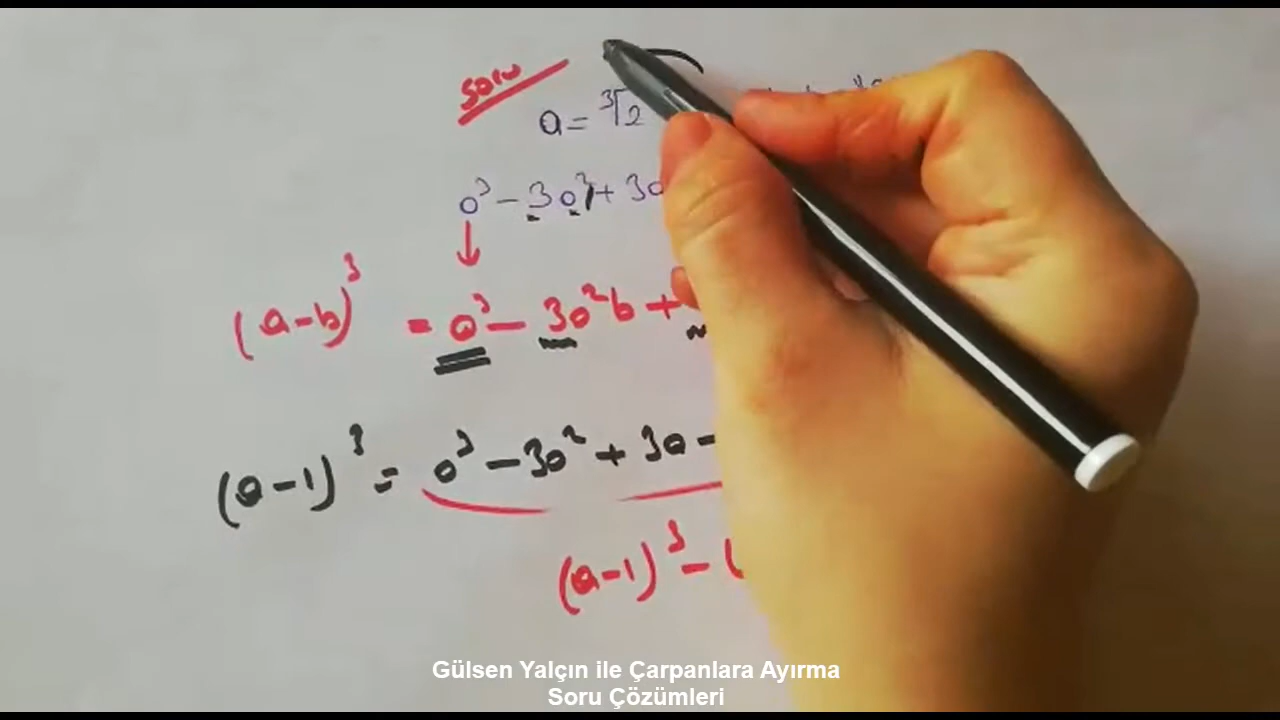 Soru
a = ∛2
a³ - 3a² + 3a
(a-b)³ = a³ - 3a²b +
(a-1)³ = a³ - 3a² + 3a -
(a-1)³ - (
Gülsen Yalçın ile Çarpanlara Ayırma
Soru Çözümleri